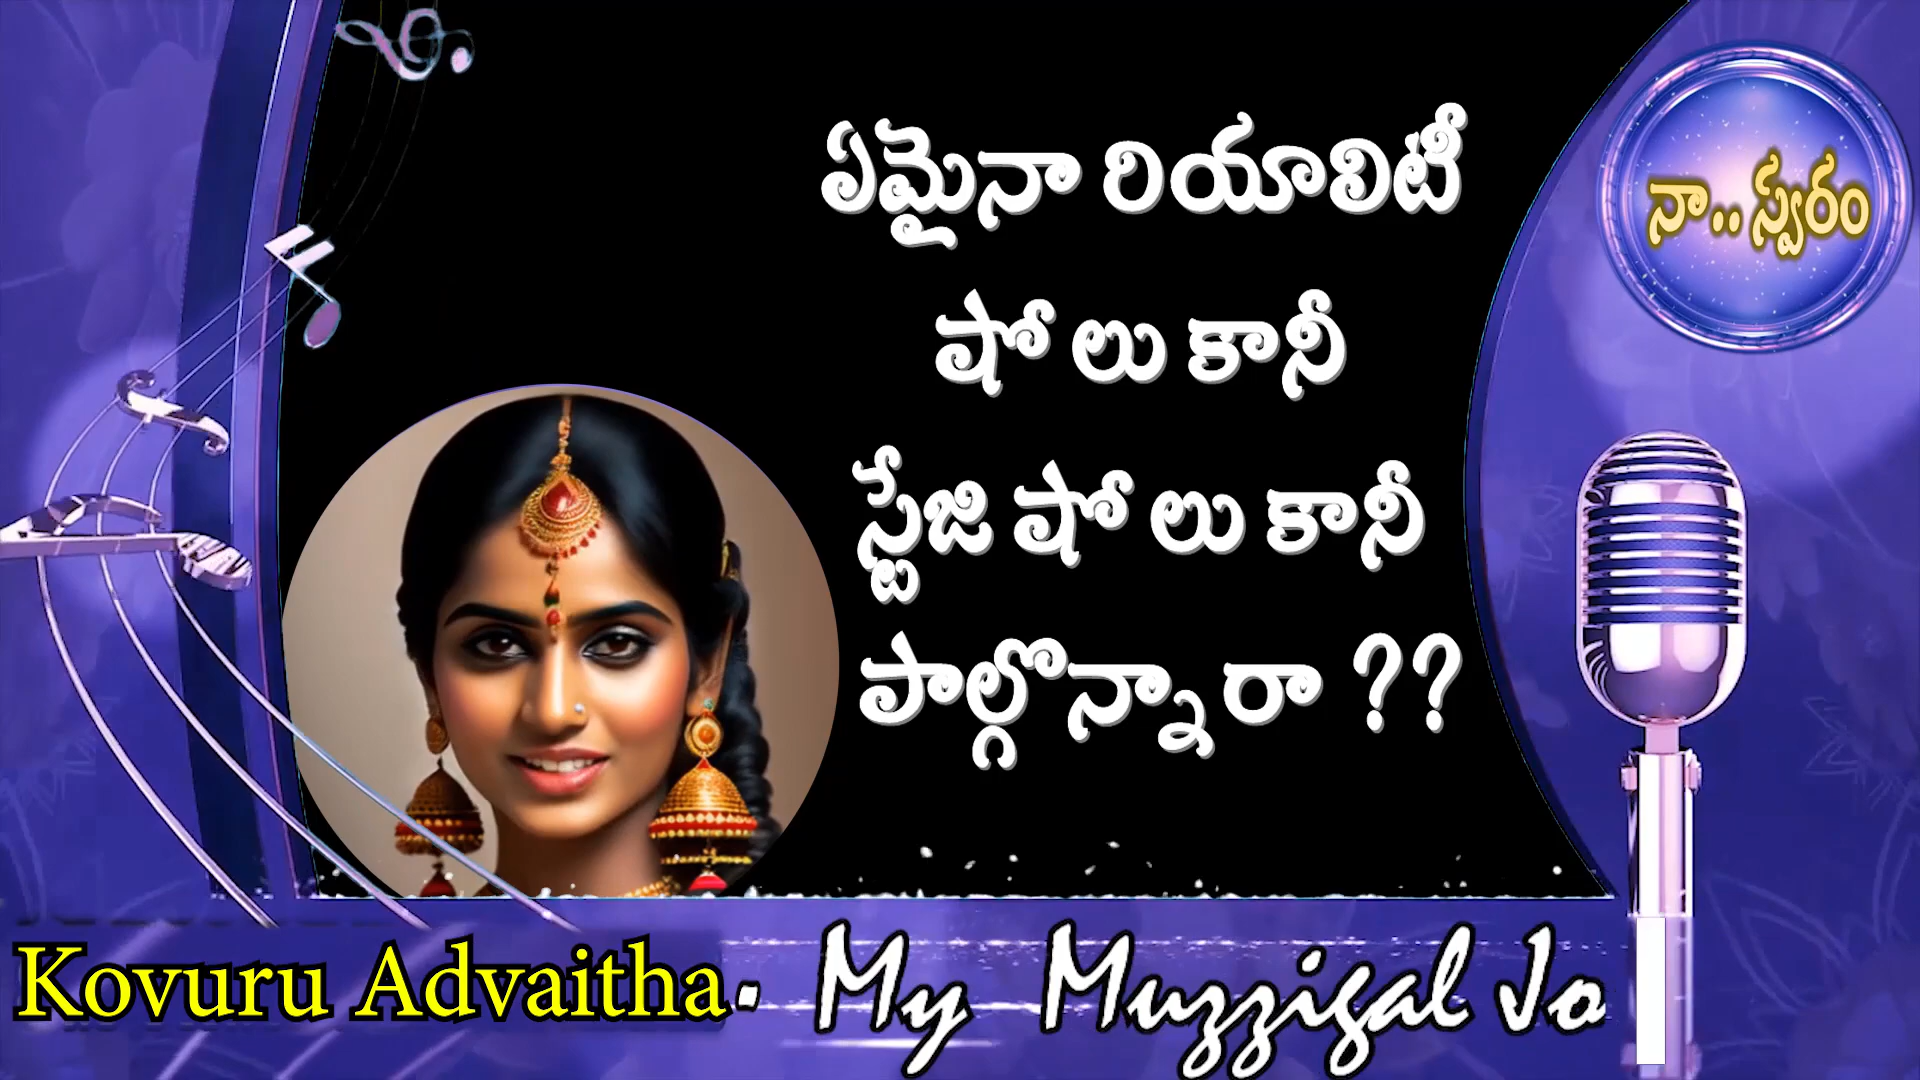 ఏమైనా రియాలిటీ
షో లు కానీ
స్టేజి షో లు కానీ
పాల్గొన్నారా ??
నా.. స్వరం
Kovuru Advaitha. My Muzzigal Jo